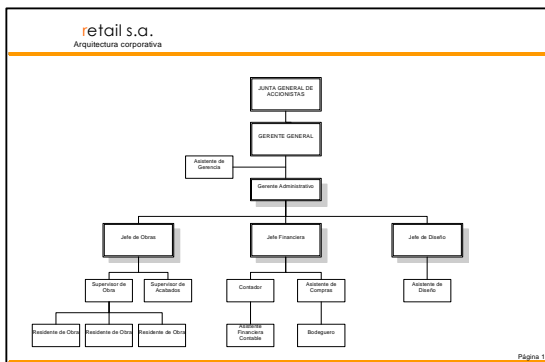 retail s.a.
Arquitectura corporativa
JUNTA GENERAL DE
ACCIONISTAS
GERENTE GENERAL
Asistente de
Gerencia
Gerente Administrativo
Jefe de Obras
Jefe Financiera
Jefe de Diseño
Supervisor de
Obra
Supervisor de
Acabados
Contador
Asistente de
Compras
Asistente de
Diseño
Residente de Obra
Residente de Obra
Residente de Obra
Asistente
Financiera
Contable
Bodeguero
Página 1